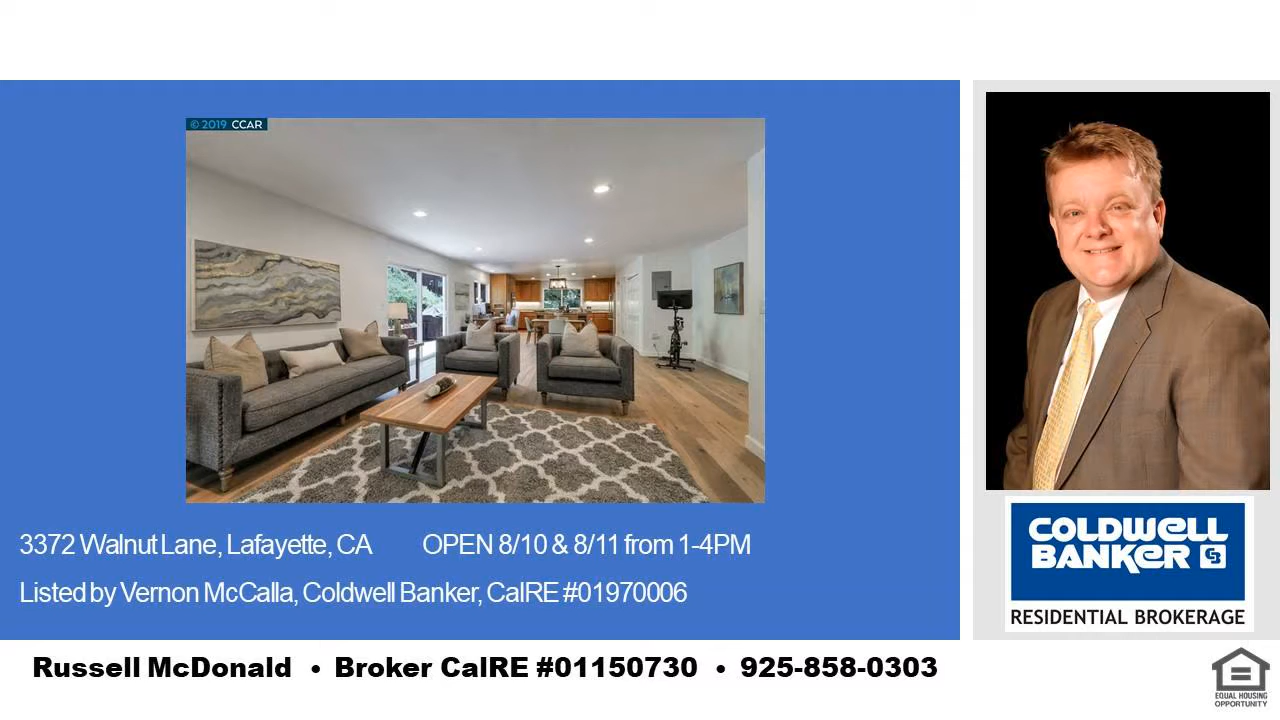 © 2019 CCAR
3372 Walnut Lane, Lafayette, CA OPEN 8/10 & 8/11 from 1-4PM
Listed by Vernon McCalla, Coldwell Banker, CalRE #01970006
COLDWELL
BANKER CB
RESIDENTIAL BROKERAGE
Russell McDonald • Broker CalRE #01150730 • 925-858-0303
EQUAL HOUSING
OPPORTUNITY